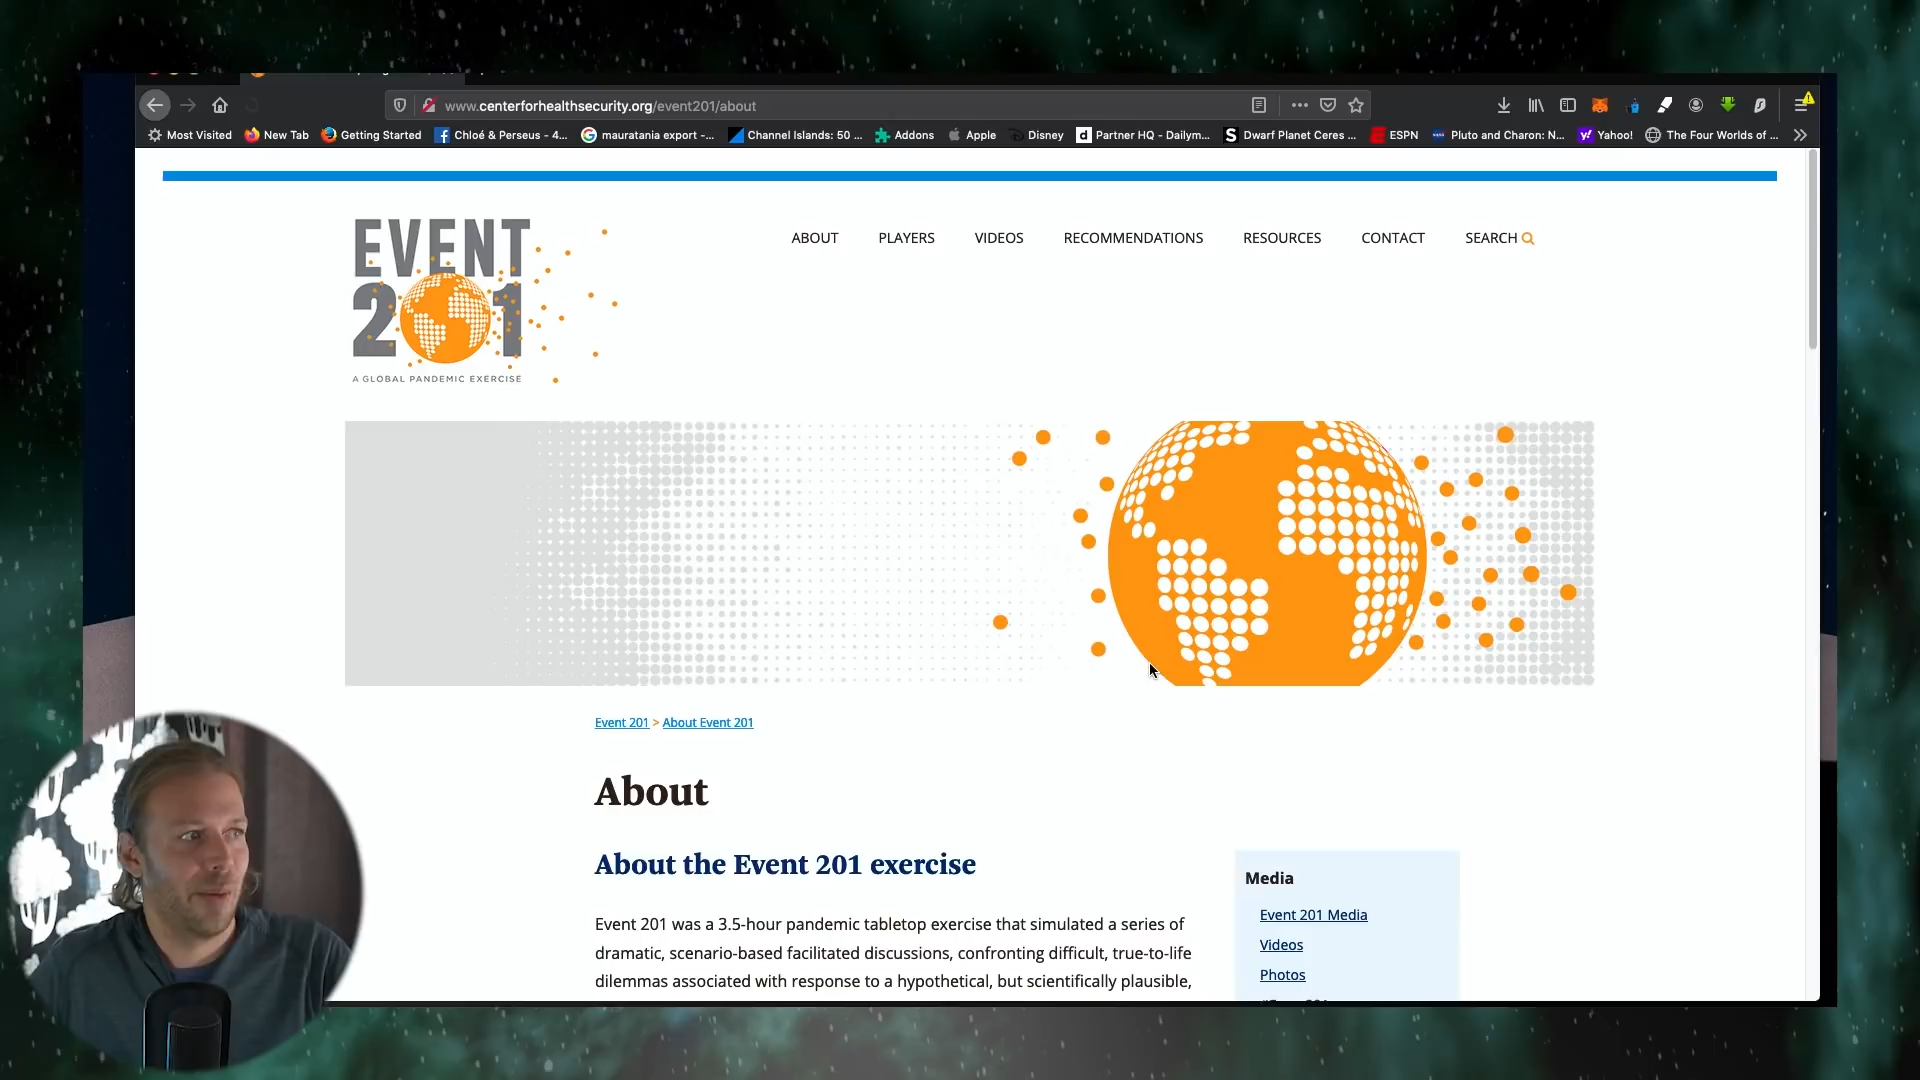 www.centerforhealthsecurity.org/event201/about
Most Visited
New Tab
Getting Started
Chloé & Perseus - 4...
mauratania export -...
Channel Islands: 50 ...
Addons
Apple
Disney
Partner HQ - Dailym...
Dwarf Planet Ceres ...
ESPN
Pluto and Charon: N...
Yahoo!
The Four Worlds of ...
EVENT
201
A GLOBAL PANDEMIC EXERCISE
ABOUT
PLAYERS
VIDEOS
RECOMMENDATIONS
RESOURCES
CONTACT
SEARCH
Event 201 > About Event 201
About
About the Event 201 exercise
Event 201 was a 3.5-hour pandemic tabletop exercise that simulated a series of
dramatic, scenario-based facilitated discussions, confronting difficult, true-to-life
dilemmas associated with response to a hypothetical, but scientifically plausible,
Media
Event 201 Media
Videos
Photos